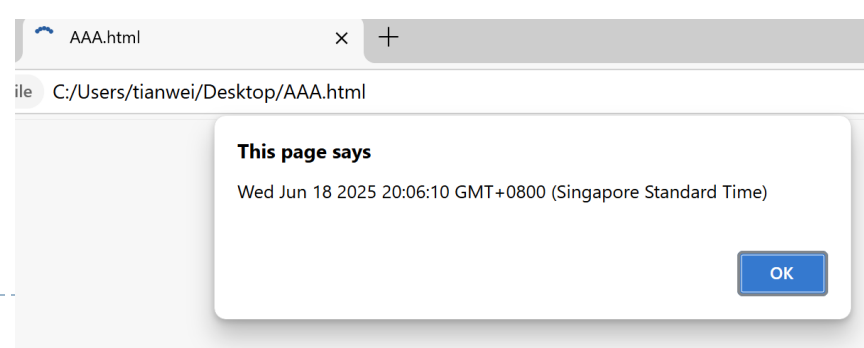 AAA.html
ile C:/Users/tianwei/Desktop/AAA.html
This page says
Wed Jun 18 2025 20:06:10 GMT+0800 (Singapore Standard Time)
OK